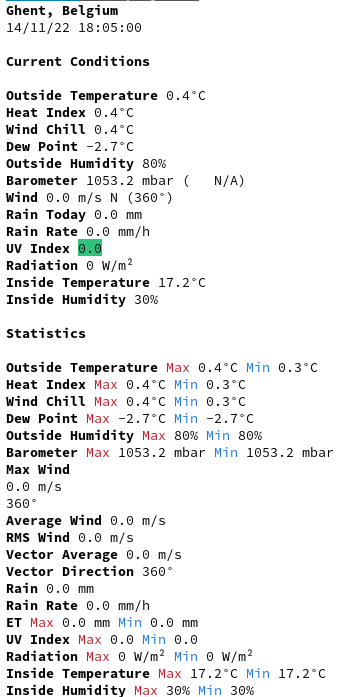 Ghent, Belgium
14/11/22 18:05:00
Current Conditions
Outside Temperature 0.4°C
Heat Index 0.4°C
Wind Chill 0.4°C
Dew Point −2.7°C
Outside Humidity 80%
Barometer 1053.2 mbar (   N/A)
Wind 0.0 m/s N (360°)
Rain Today 0.0 mm
Rain Rate 0.0 mm/h
UV Index 0.0
Radiation 0 W/m²
Inside Temperature 17.2°C
Inside Humidity 30%
Statistics
Outside Temperature Max 0.4°C Min 0.3°C
Heat Index Max 0.4°C Min 0.3°C
Wind Chill Max 0.4°C Min 0.3°C
Dew Point Max −2.7°C Min −2.7°C
Outside Humidity Max 80% Min 80%
Barometer Max 1053.2 mbar Min 1053.2 mbar
Max Wind
0.0 m/s
360°
Average Wind 0.0 m/s
RMS Wind 0.0 m/s
Vector Average 0.0 m/s
Vector Direction 360°
Rain 0.0 mm
Rain Rate 0.0 mm/h
ET Max 0.0 mm Min 0.0 mm
UV Index Max 0.0 Min 0.0
Radiation Max 0 W/m² Min 0 W/m²
Inside Temperature Max 17.2°C Min 17.2°C
Inside Humidity Max 30% Min 30%